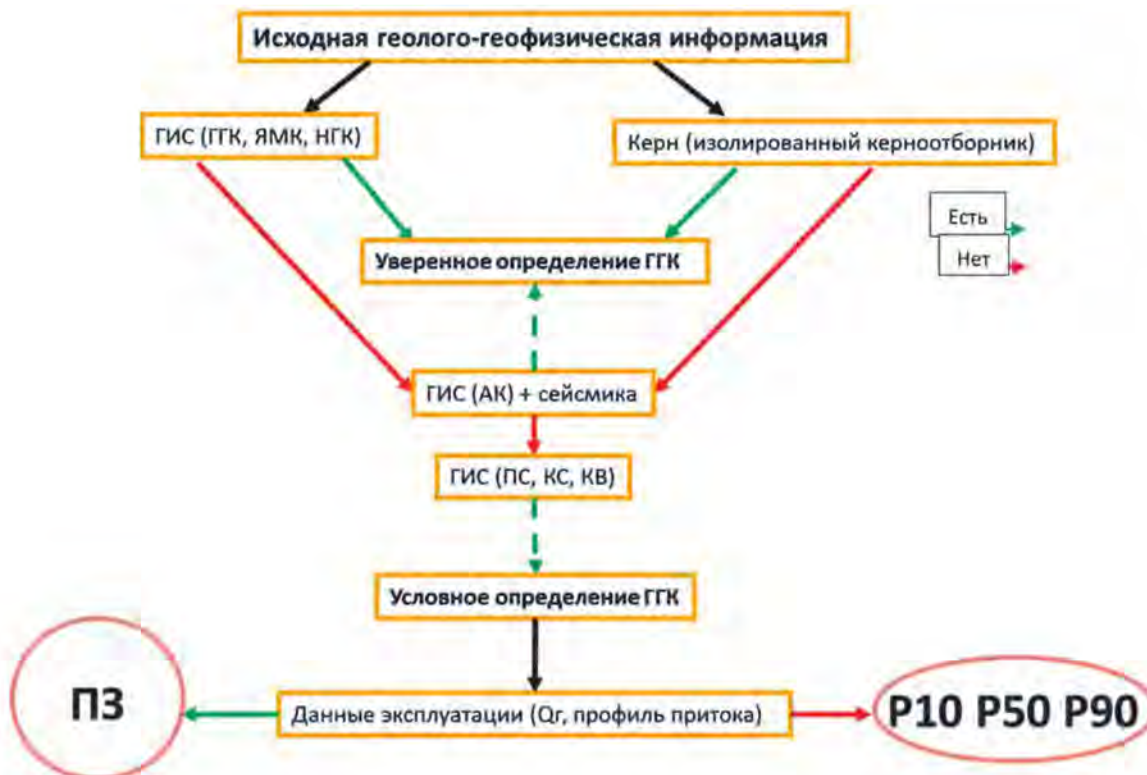 Исходная геолого-геофизическая информация
ГИС (ГГК, ЯМК, НГК)
Керн (изолированный керноотборник)
Есть
Нет
Уверенное определение ГГК
ГИС (АК) + сейсмика
ГИС (ПС, КС, КВ)
Условное определение ГГК
ПЗ
Данные эксплуатации (Qг, профиль притока)
P10 P50 P90